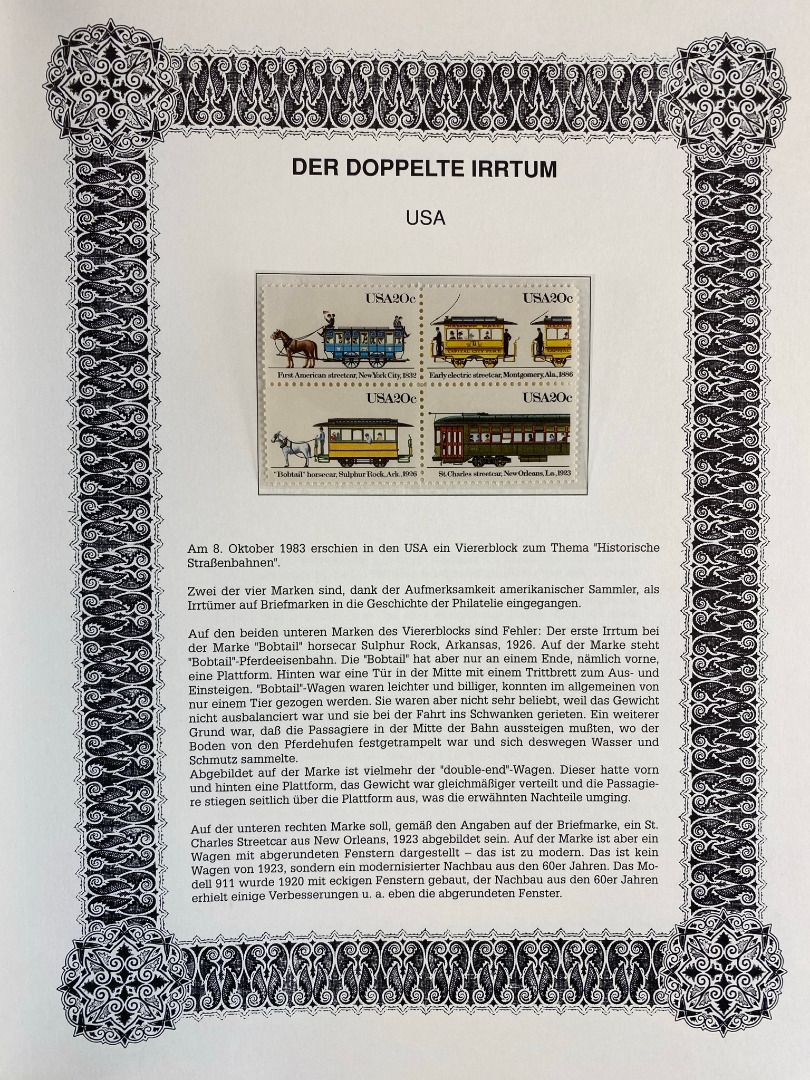 DER DOPPELTE IRRTUM
USA
USA20c
USA20c
CAPITAL CITY
First American streetcar, New York City, 1832
Early electric streetcar, Montgomery, Ala., 1886
USA20c
USA20c
"Bobtail" horsecar, Sulphur Rock, Ark., 1926
St. Charles streetcar, New Orleans, La., 1923
Am 8. Oktober 1983 erschien in den USA ein Viererblock zum Thema "Historische
Straßenbahnen".
Zwei der vier Marken sind, dank der Aufmerksamkeit amerikanischer Sammler, als
Irrtümer auf Briefmarken in die Geschichte der Philatelie eingegangen.
Auf den beiden unteren Marken des Viererblocks sind Fehler: Der erste Irrtum bei
der Marke "Bobtail" horsecar Sulphur Rock, Arkansas, 1926. Auf der Marke steht
"Bobtail"-Pferdeeisenbahn. Die "Bobtail" hat aber nur an einem Ende, nämlich vorne,
eine Plattform. Hinten war eine Tür in der Mitte mit einem Trittbrett zum Aus- und
Einsteigen. "Bobtail"-Wagen waren leichter und billiger, konnten im allgemeinen von
nur einem Tier gezogen werden. Sie waren aber nicht sehr beliebt, weil das Gewicht
nicht ausbalanciert war und sie bei der Fahrt ins Schwanken gerieten. Ein weiterer
Grund war, daß die Passagiere in der Mitte der Bahn aussteigen mußten, wo der
Boden von den Pferdehufen festgetrampelt war und sich deswegen Wasser und
Schmutz sammelte.
Abgebildet auf der Marke ist vielmehr der "double-end"-Wagen. Dieser hatte vorn
und hinten eine Plattform, das Gewicht war gleichmäßiger verteilt und die Passagie-
re stiegen seitlich über die Plattform aus, was die erwähnten Nachteile umging.
Auf der unteren rechten Marke soll, gemäß den Angaben auf der Briefmarke, ein St.
Charles Streetcar aus New Orleans, 1923 abgebildet sein. Auf der Marke ist aber ein
Wagen mit abgerundeten Fenstern dargestellt – das ist zu modern. Das ist kein
Wagen von 1923, sondern ein modernisierter Nachbau aus den 60er Jahren. Das Mo-
dell 911 wurde 1920 mit eckigen Fenstern gebaut, der Nachbau aus den 60er Jahren
erhielt einige Verbesserungen u. a. eben die abgerundeten Fenster.